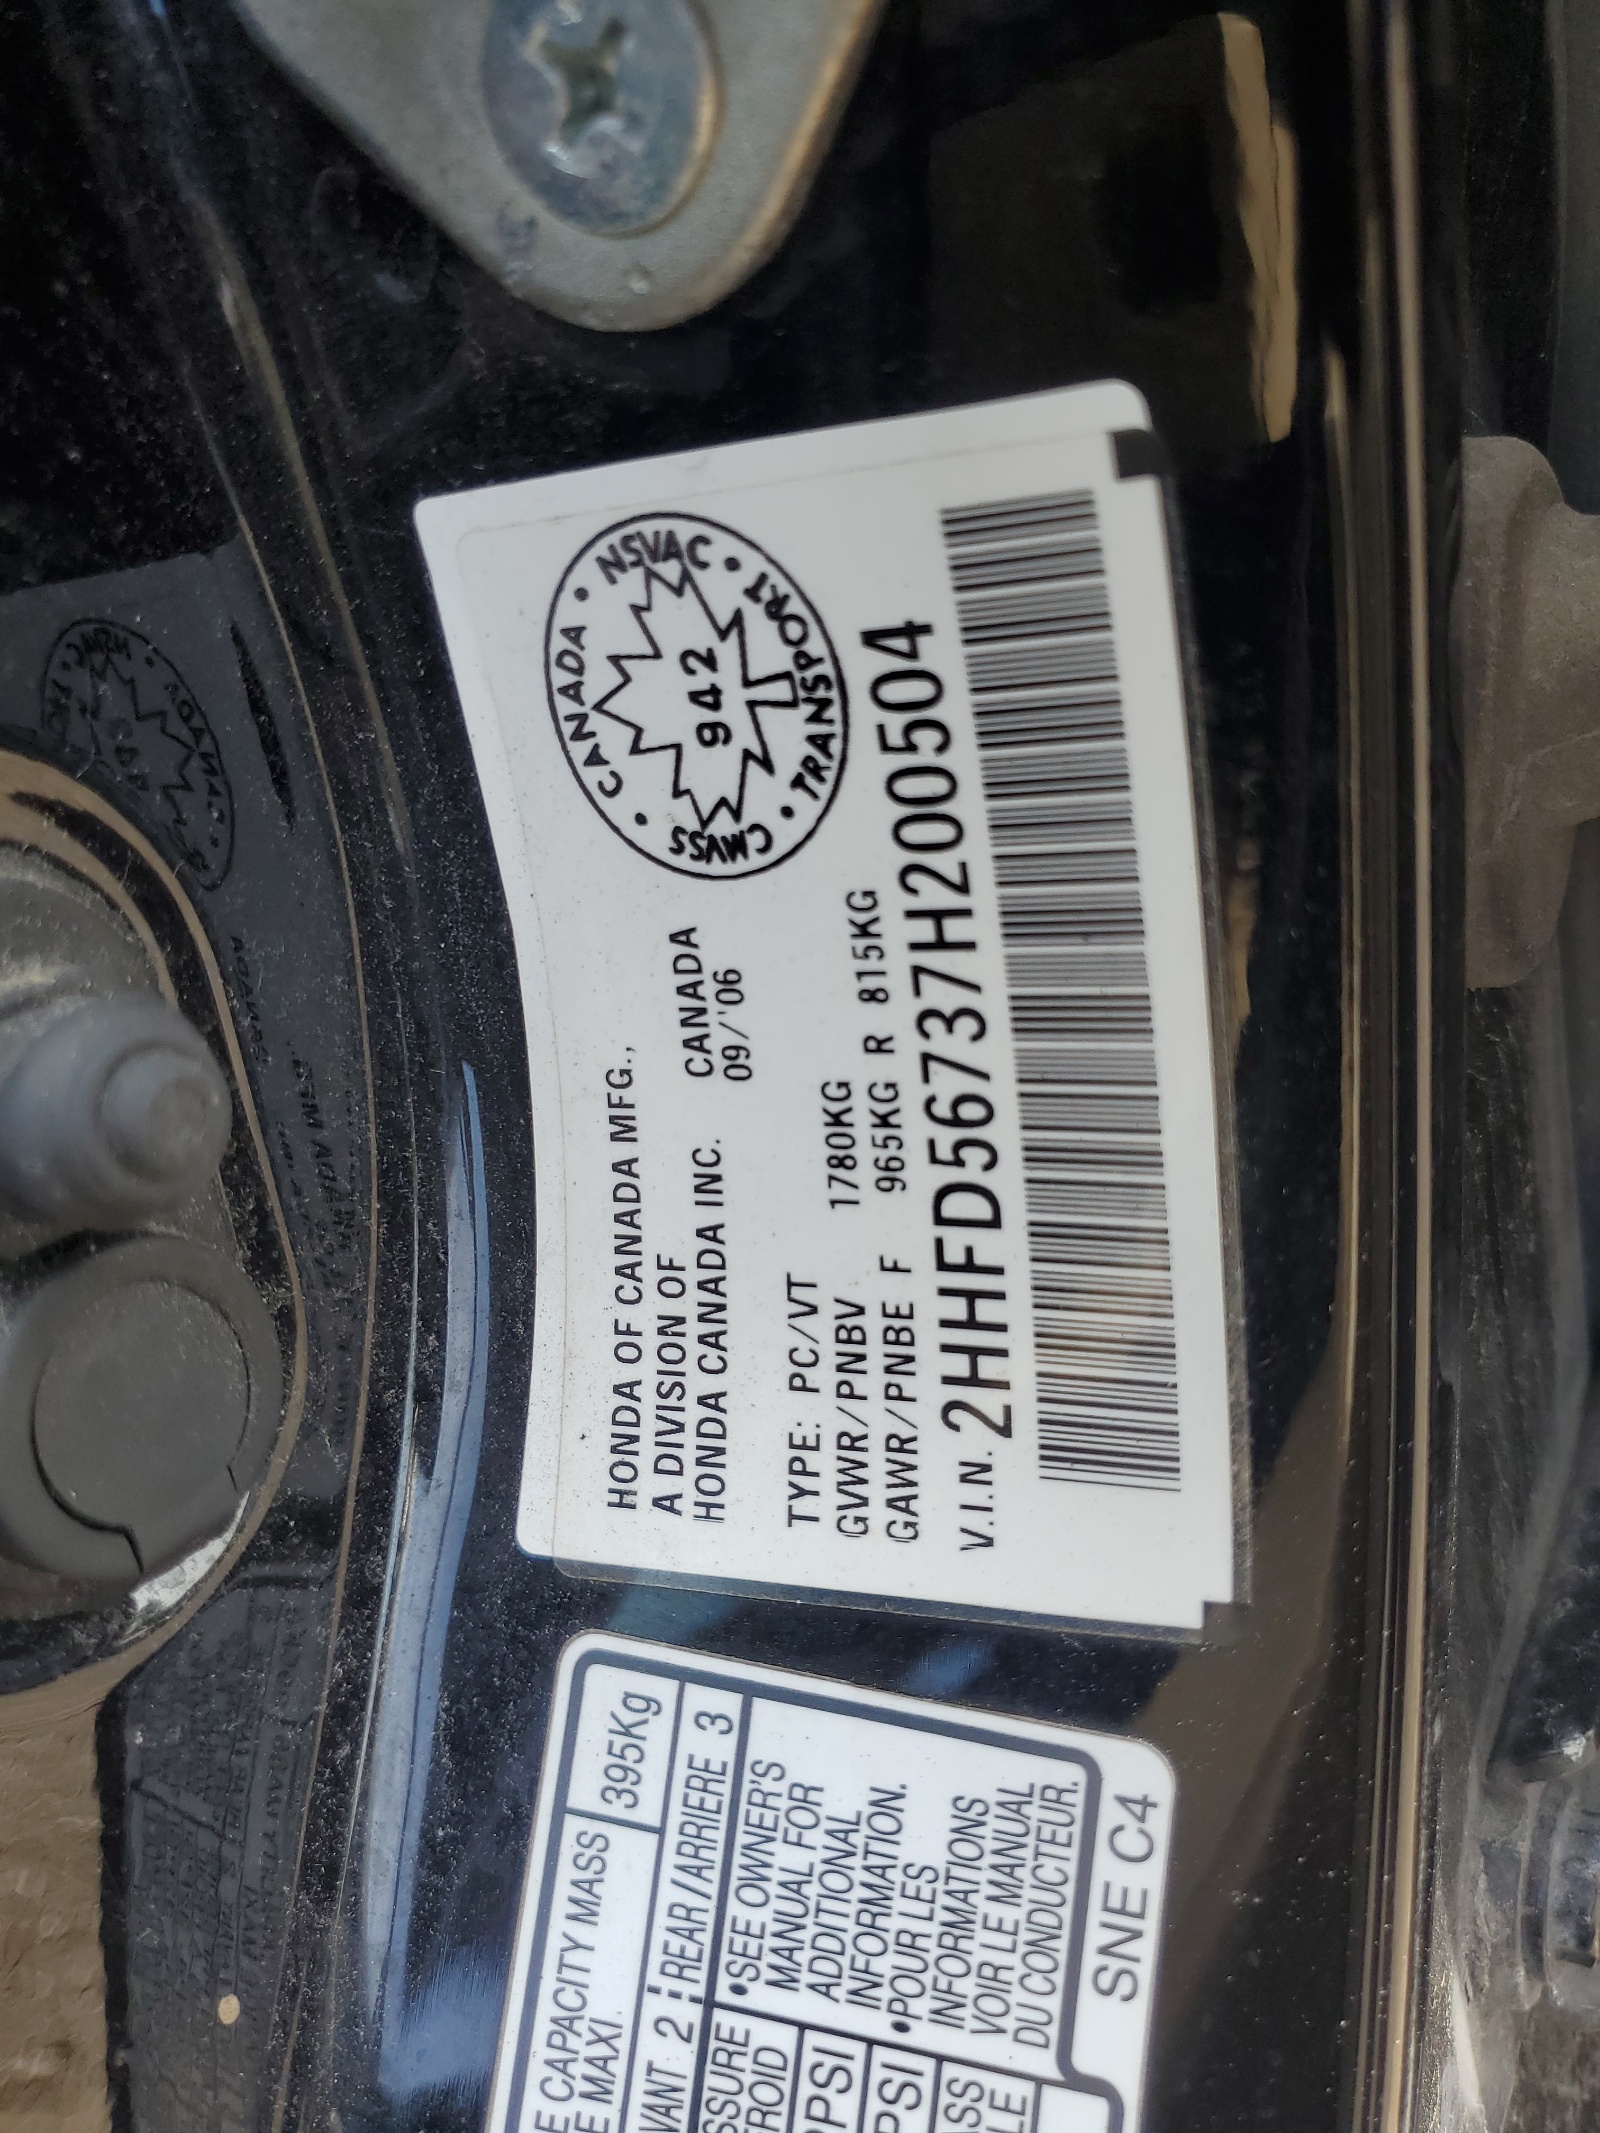 HONDA OF CANADA MFG.,
A DIVISION OF
HONDA CANADA INC. CANADA
09/'06
TYPE: PC/VT
GVWR/PNBV 1780KG
GAWR/PNBE F 965KG R 815KG
V.I.N. 2HHFD56737H200504
• CANADA • NSVAC • TRANSPORT • CMVSS
942
CAPACITY MASS 395Kg
MAXI.
2 REAR/ARRIERE 3
•SEE OWNER'S
MANUAL FOR
ADDITIONAL
INFORMATION.
•POUR LES
INFORMATIONS
VOIR LE MANUAL
DU CONDUCTEUR.
PSI
PSI
SNE C4